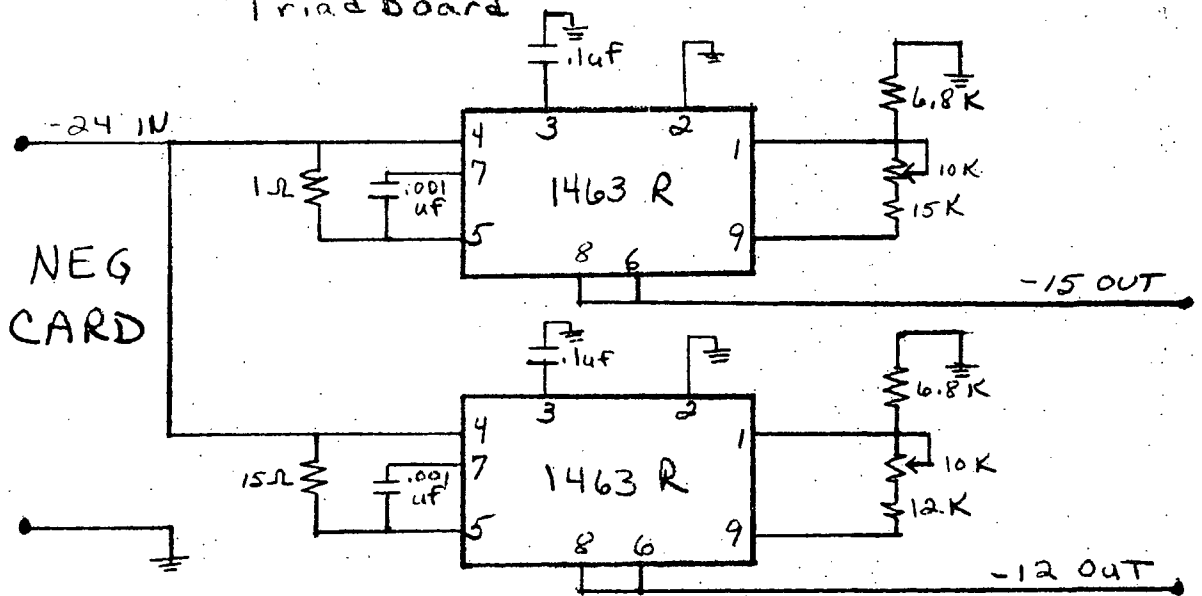 Triad Board
.1uf
-24 IN
6.8K
4
3
2
1
7
10K
1Ω
.001
uf
1463 R
15K
5
8
6
9
NEG
CARD
-15 OUT
.1uf
6.8K
4
3
2
1
7
10K
15Ω
.001
uf
1463 R
12K
5
8
6
9
-12 OUT